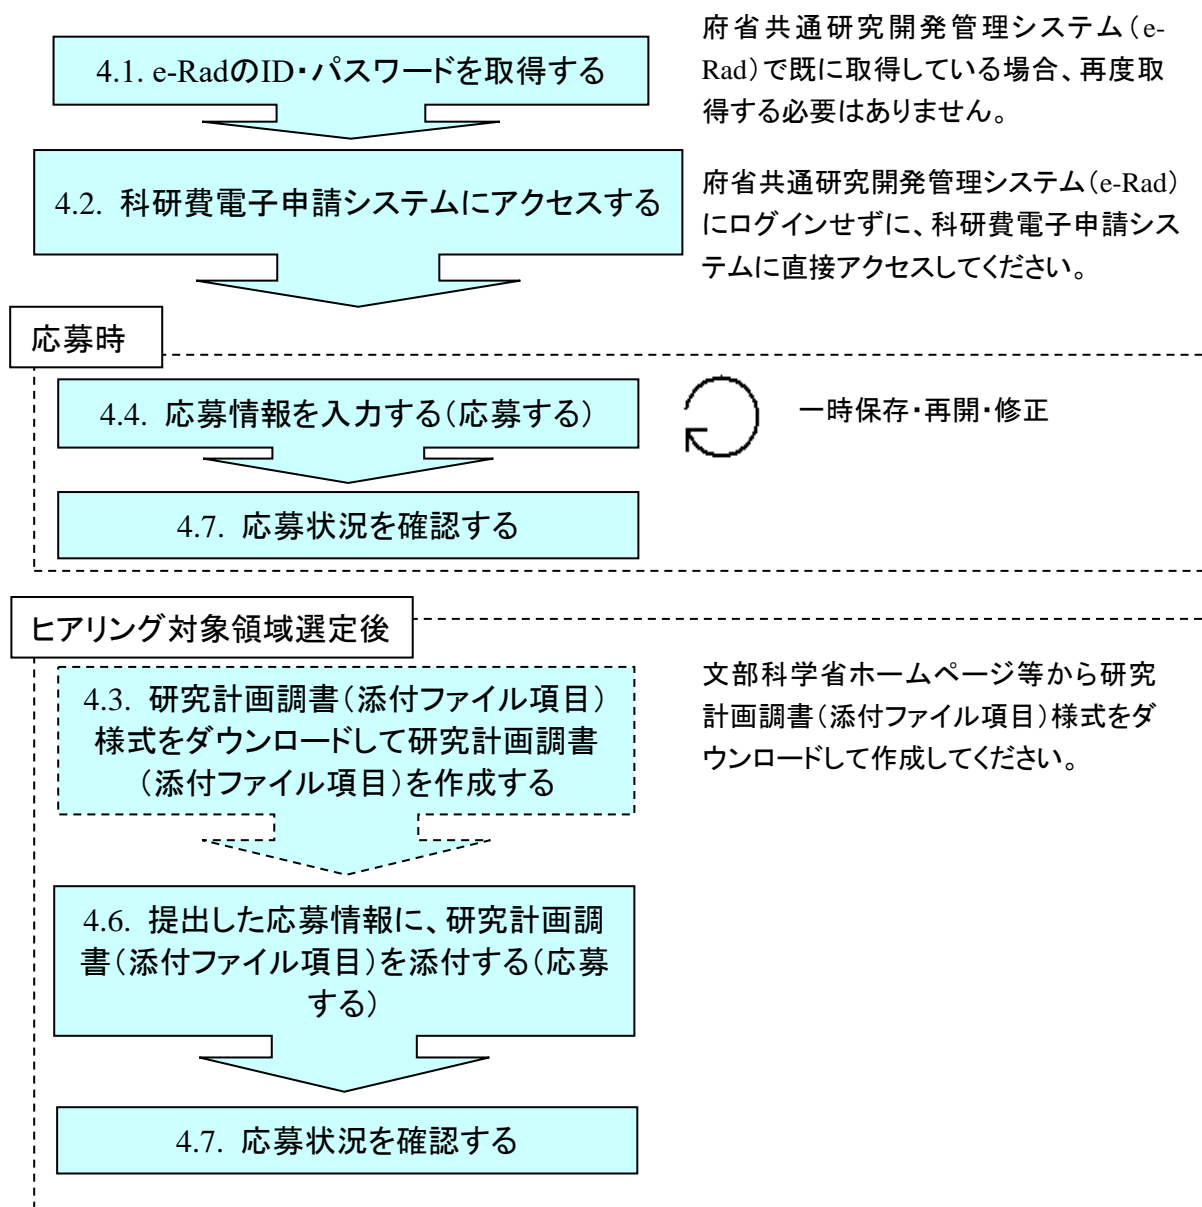 4.1. e-RadのID・パスワードを取得する
府省共通研究開発管理システム（e-
Rad）で既に取得している場合、再度取
得する必要はありません。
4.2. 科研費電子申請システムにアクセスする
府省共通研究開発管理システム（e-Rad）
にログインせずに、科研費電子申請シス
テムに直接アクセスしてください。
応募時
4.4. 応募情報を入力する（応募する）
一時保存・再開・修正
4.7. 応募状況を確認する
ヒアリング対象領域選定後
4.3. 研究計画調書（添付ファイル項目）
様式をダウンロードして研究計画調書
（添付ファイル項目）を作成する
文部科学省ホームページ等から研究
計画調書（添付ファイル項目）様式をダ
ウンロードして作成してください。
4.6. 提出した応募情報に、研究計画調
書（添付ファイル項目）を添付する（応募
する）
4.7. 応募状況を確認する